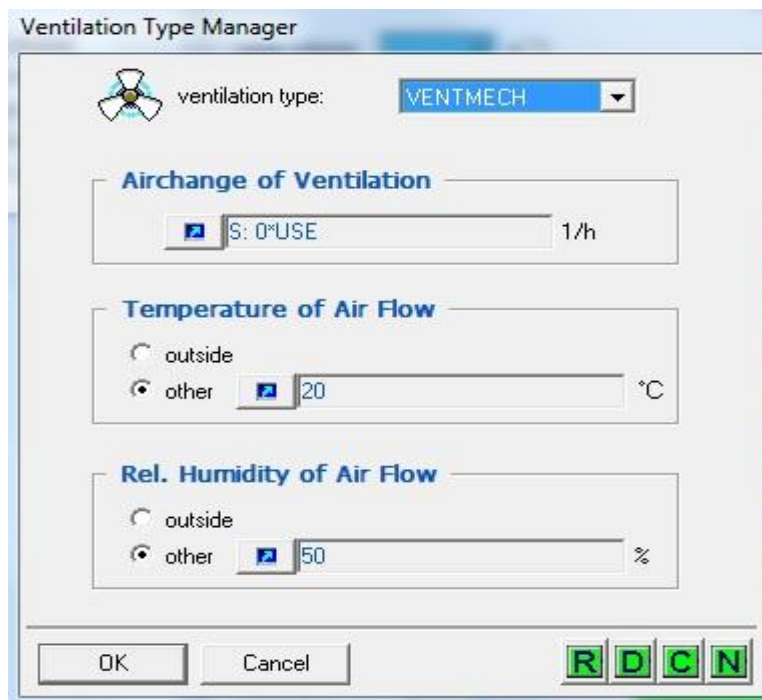 Ventilation Type Manager
ventilation type: VENTMECH
Airchange of Ventilation
S: 0*USE 1/h
Temperature of Air Flow
outside
other 20 °C
Rel. Humidity of Air Flow
outside
other 50 %
OK Cancel R D C N